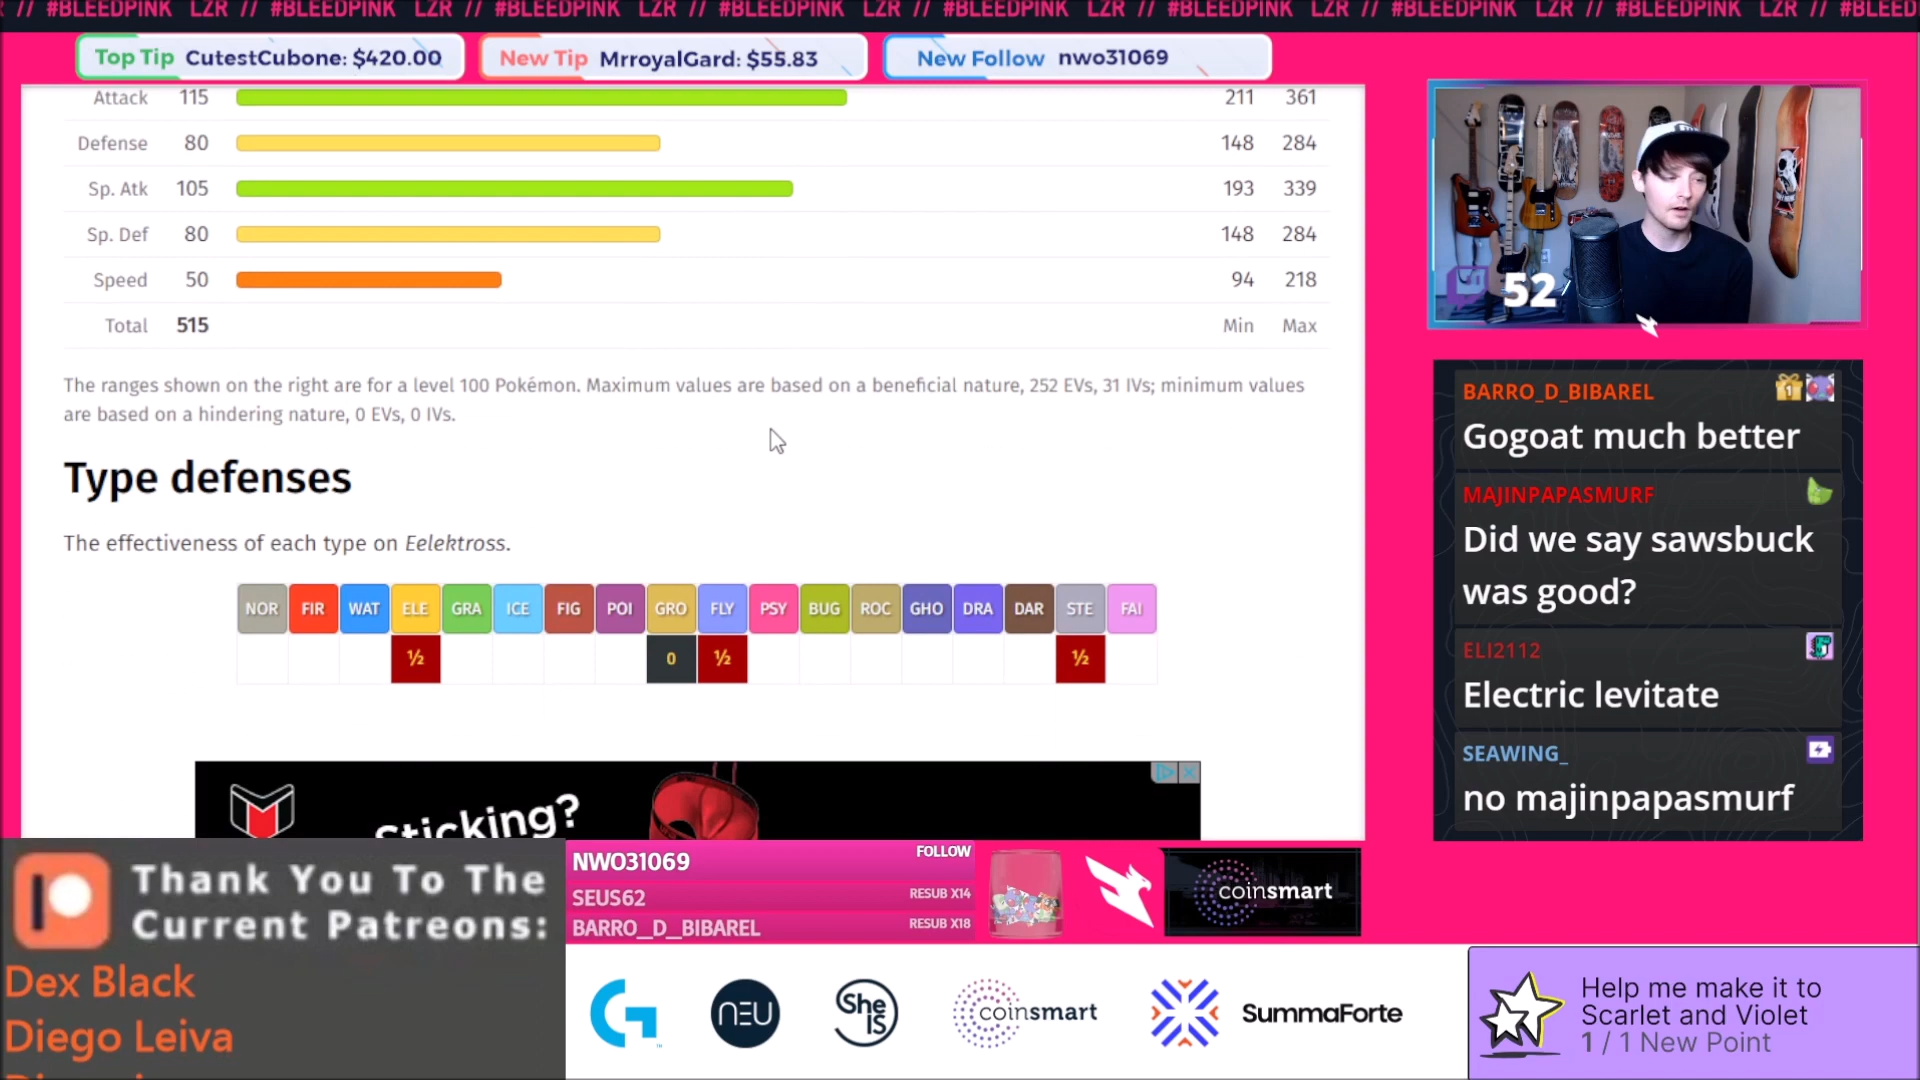 // #BLEEDPINK LZR // #BLEEDPINK LZR // #BLEEDPINK LZR // #BLEEDPINK LZR // #BLEEDPINK LZR // #BLEEDPINK LZR // #BLEEDPINK LZR // #BLEEDPINK LZR // #BLEED
Top Tip CutestCubone: $420.00
New Tip MrroyalGard: $55.83
New Follow nwo31069
Attack 115 211 361
Defense 80 148 284
Sp. Atk 105 193 339
Sp. Def 80 148 284
Speed 50 94 218
Total 515 Min Max
The ranges shown on the right are for a level 100 Pokémon. Maximum values are based on a beneficial nature, 252 EVs, 31 IVs; minimum values
are based on a hindering nature, 0 EVs, 0 IVs.
Type defenses
The effectiveness of each type on Eelektross.
NOR FIR WAT ELE GRA ICE FIG POI GRO FLY PSY BUG ROC GHO DRA DAR STE FAI
½ 0 ½ ½
Sticking?
52
BARRO_D_BIBAREL
Gogoat much better
MAJINPAPASMURF
Did we say sawsbuck
was good?
ELI2112
Electric levitate
SEAWING_
no majinpapasmurf
Thank You To The
Current Patreons:
Dex Black
Diego Leiva
NWO31069 FOLLOW
SEUS62 RESUB X14
BARRO_D_BIBAREL RESUB X18
coinsmart
G
NEU
She
IS
coinsmart
SummaForte
Help me make it to
Scarlet and Violet
1 / 1 New Point